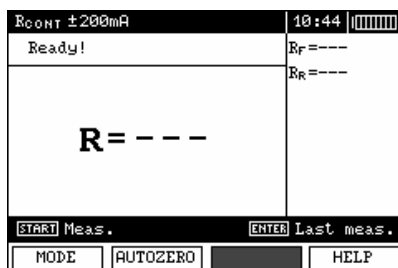 RCONT ±200mA 10:44
Ready!
RF=---
RR=---
R=---
START Meas. ENTER Last meas.
MODE AUTOZERO HELP